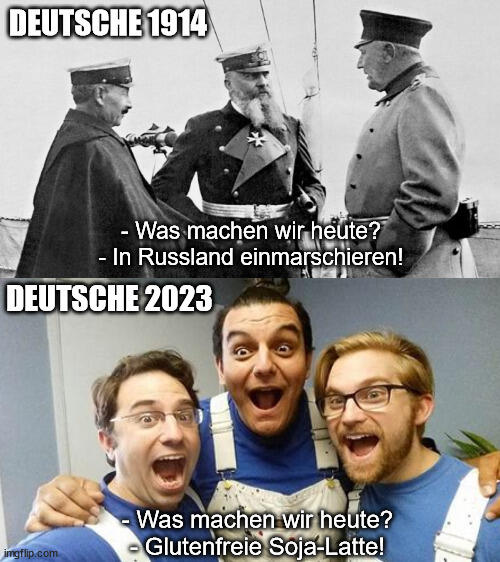 DEUTSCHE 1914
- Was machen wir heute?
- In Russland einmarschieren!
DEUTSCHE 2023
- Was machen wir heute?
- Glutenfreie Soja-Latte!
imgflip.com